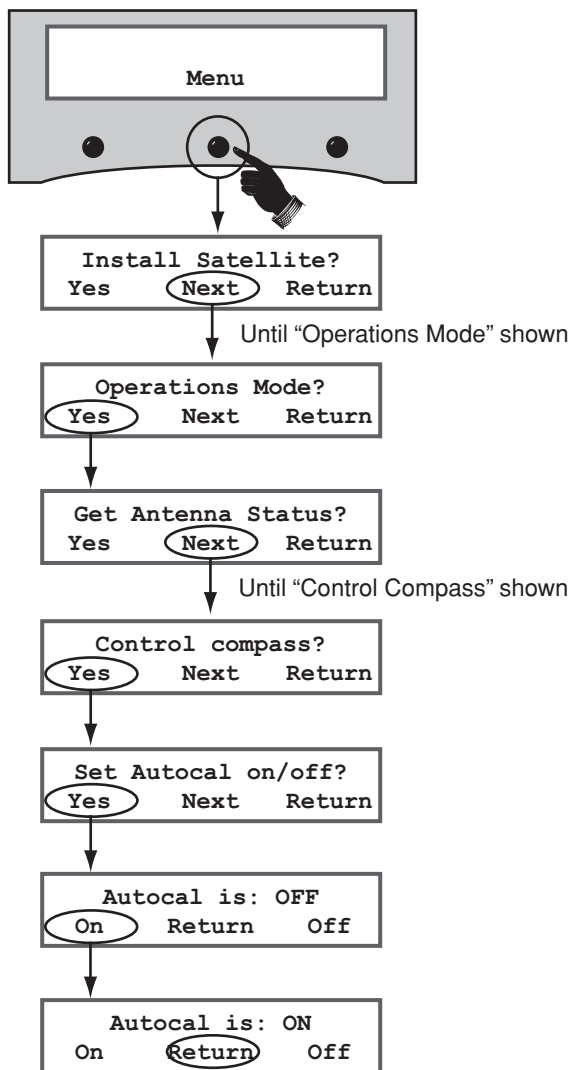 Menu
Install Satellite?
Yes Next Return
Until “Operations Mode” shown
Operations Mode?
Yes Next Return
Get Antenna Status?
Yes Next Return
Until “Control Compass” shown
Control compass?
Yes Next Return
Set Autocal on/off?
Yes Next Return
Autocal is: OFF
On Return Off
Autocal is: ON
On Return Off